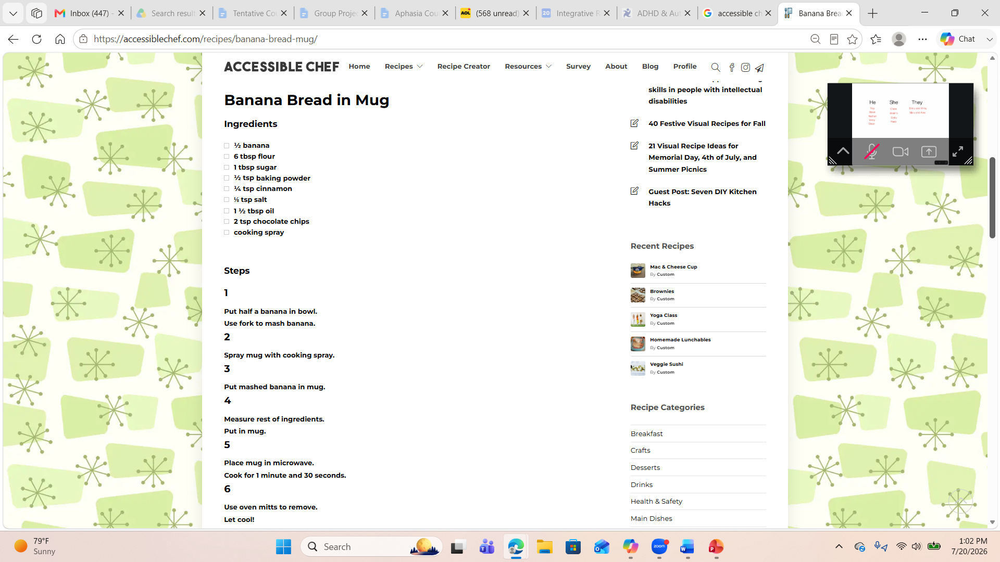 Inbox (447) -
Search result
Tentative Co
Group Projec
Aphasia Cou
AOL
(568 unread)
20
Integrative R
ADHD & Aut
accessible ch
Banana Brea
https://accessiblechef.com/recipes/banana-bread-mug/
Chat
ACCESSIBLE CHEF
Home
Recipes
Recipe Creator
Resources
Survey
About
Blog
Profile
Banana Bread in Mug
Ingredients
½ banana
6 tbsp flour
1 tbsp sugar
½ tsp baking powder
¼ tsp cinnamon
⅛ tsp salt
1 ½ tbsp oil
2 tsp chocolate chips
cooking spray
Steps
1
Put half a banana in bowl.
Use fork to mash banana.
2
Spray mug with cooking spray.
3
Put mashed banana in mug.
4
Measure rest of ingredients.
Put in mug.
5
Place mug in microwave.
Cook for 1 minute and 30 seconds.
6
Use oven mitts to remove.
Let cool!
skills in people with intellectual
disabilities
40 Festive Visual Recipes for Fall
21 Visual Recipe Ideas for
Memorial Day, 4th of July, and
Summer Picnics
Guest Post: Seven DIY Kitchen
Hacks
Recent Recipes
Mac & Cheese Cup
By Custom
Brownies
By Custom
Yoga Class
By Custom
Homemade Lunchables
By Custom
Veggie Sushi
By Custom
Recipe Categories
Breakfast
Crafts
Desserts
Drinks
Health & Safety
Main Dishes
He
She
They
79°F
Sunny
Search
zoom
1:02 PM
7/20/2026